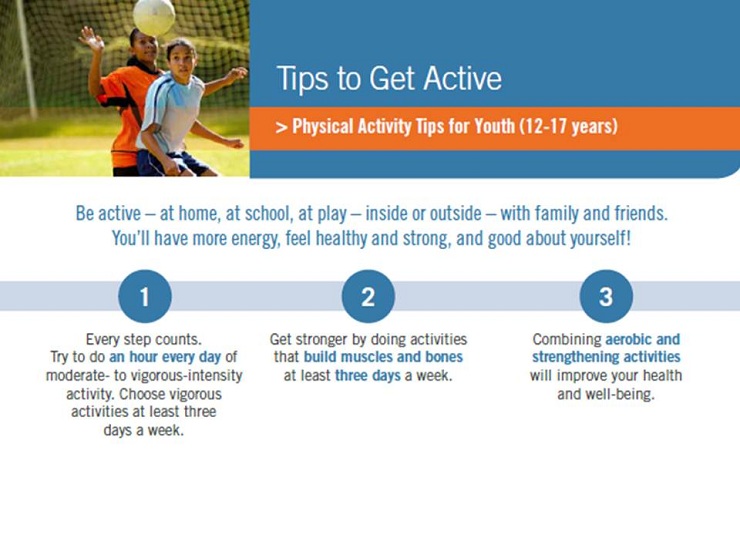 Tips to Get Active
> Physical Activity Tips for Youth (12-17 years)
Be active – at home, at school, at play – inside or outside – with family and friends.
You'll have more energy, feel healthy and strong, and good about yourself!
1
Every step counts.
Try to do an hour every day of
moderate- to vigorous-intensity
activity. Choose vigorous
activities at least three
days a week.
2
Get stronger by doing activities
that build muscles and bones
at least three days a week.
3
Combining aerobic and
strengthening activities
will improve your health
and well-being.